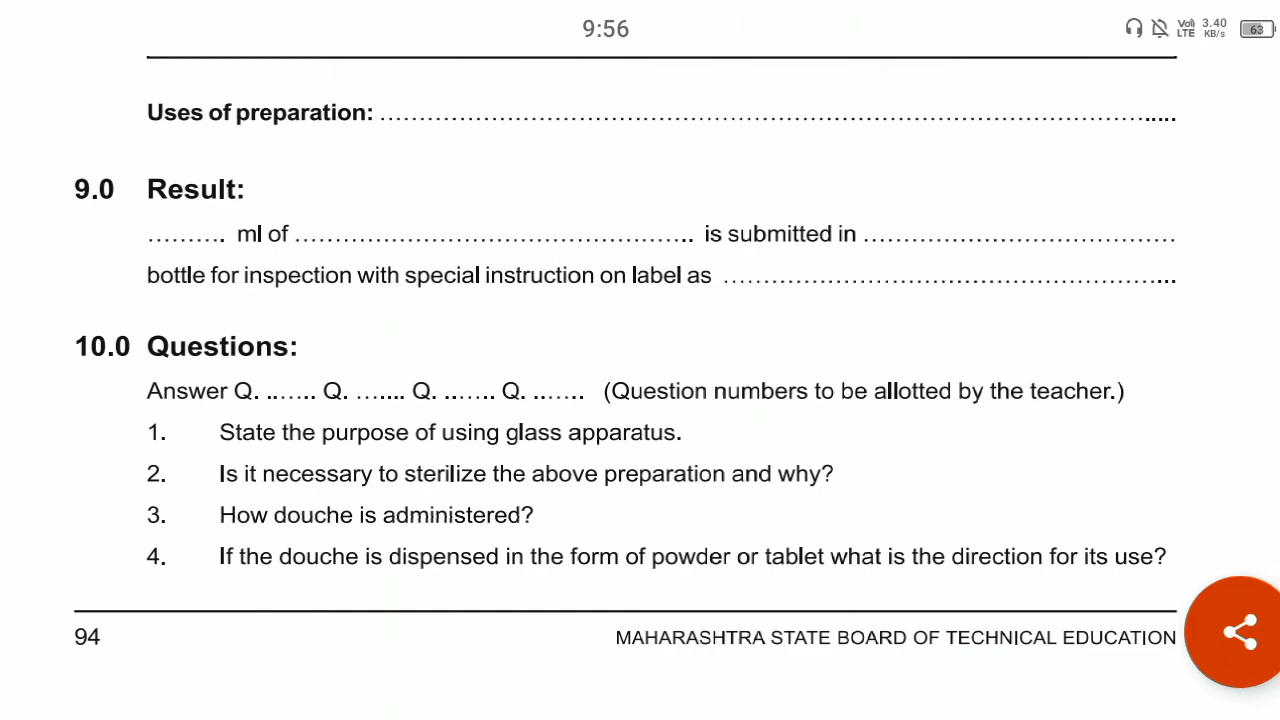 9:56
Vo) LTE 3.40 KB/s 63
Uses of preparation: ........................................................................................................
9.0 Result:
.......... ml of .................................................. is submitted in .......................................
bottle for inspection with special instruction on label as .........................................................
10.0 Questions:
Answer Q. ........ Q. ........ Q. ........ Q. ........ (Question numbers to be allotted by the teacher.)
1. State the purpose of using glass apparatus.
2. Is it necessary to sterilize the above preparation and why?
3. How douche is administered?
4. If the douche is dispensed in the form of powder or tablet what is the direction for its use?
94 MAHARASHTRA STATE BOARD OF TECHNICAL EDUCATION